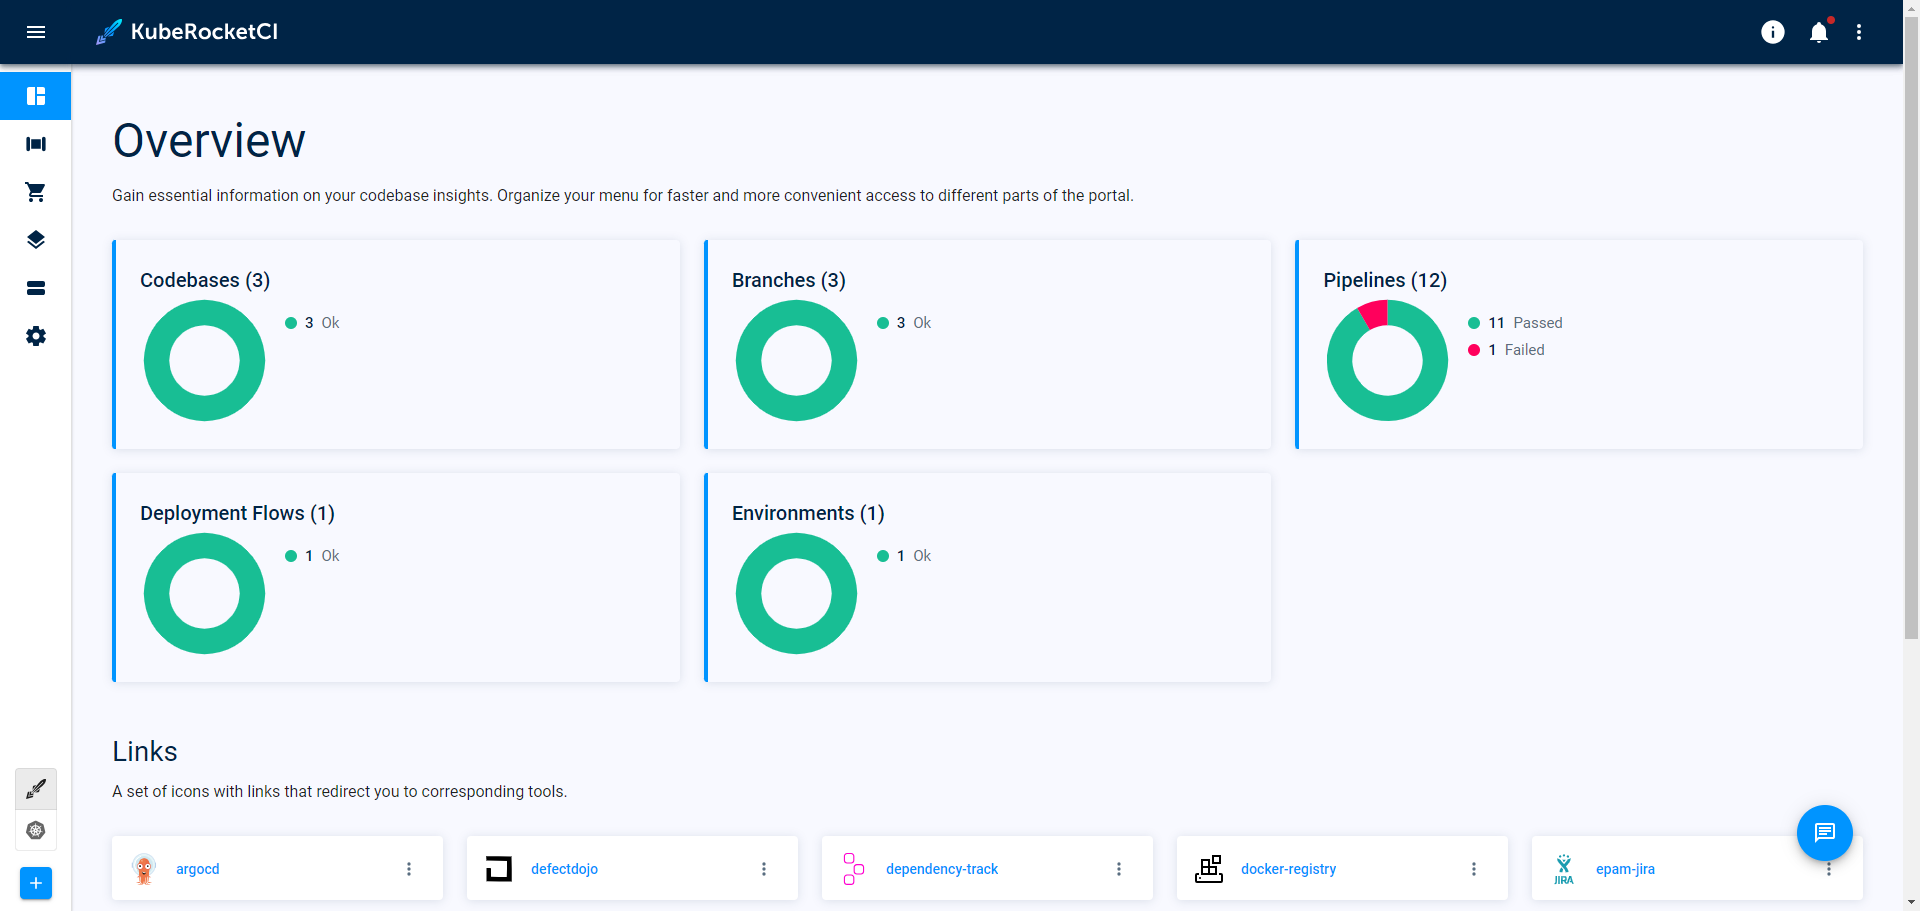 KubeRocketCI
Overview
Gain essential information on your codebase insights. Organize your menu for faster and more convenient access to different parts of the portal.
Codebases (3)
3 Ok
Branches (3)
3 Ok
Pipelines (12)
11 Passed
1 Failed
Deployment Flows (1)
1 Ok
Environments (1)
1 Ok
Links
A set of icons with links that redirect you to corresponding tools.
argocd
defectdojo
dependency-track
docker-registry
JIRA
epam-jira